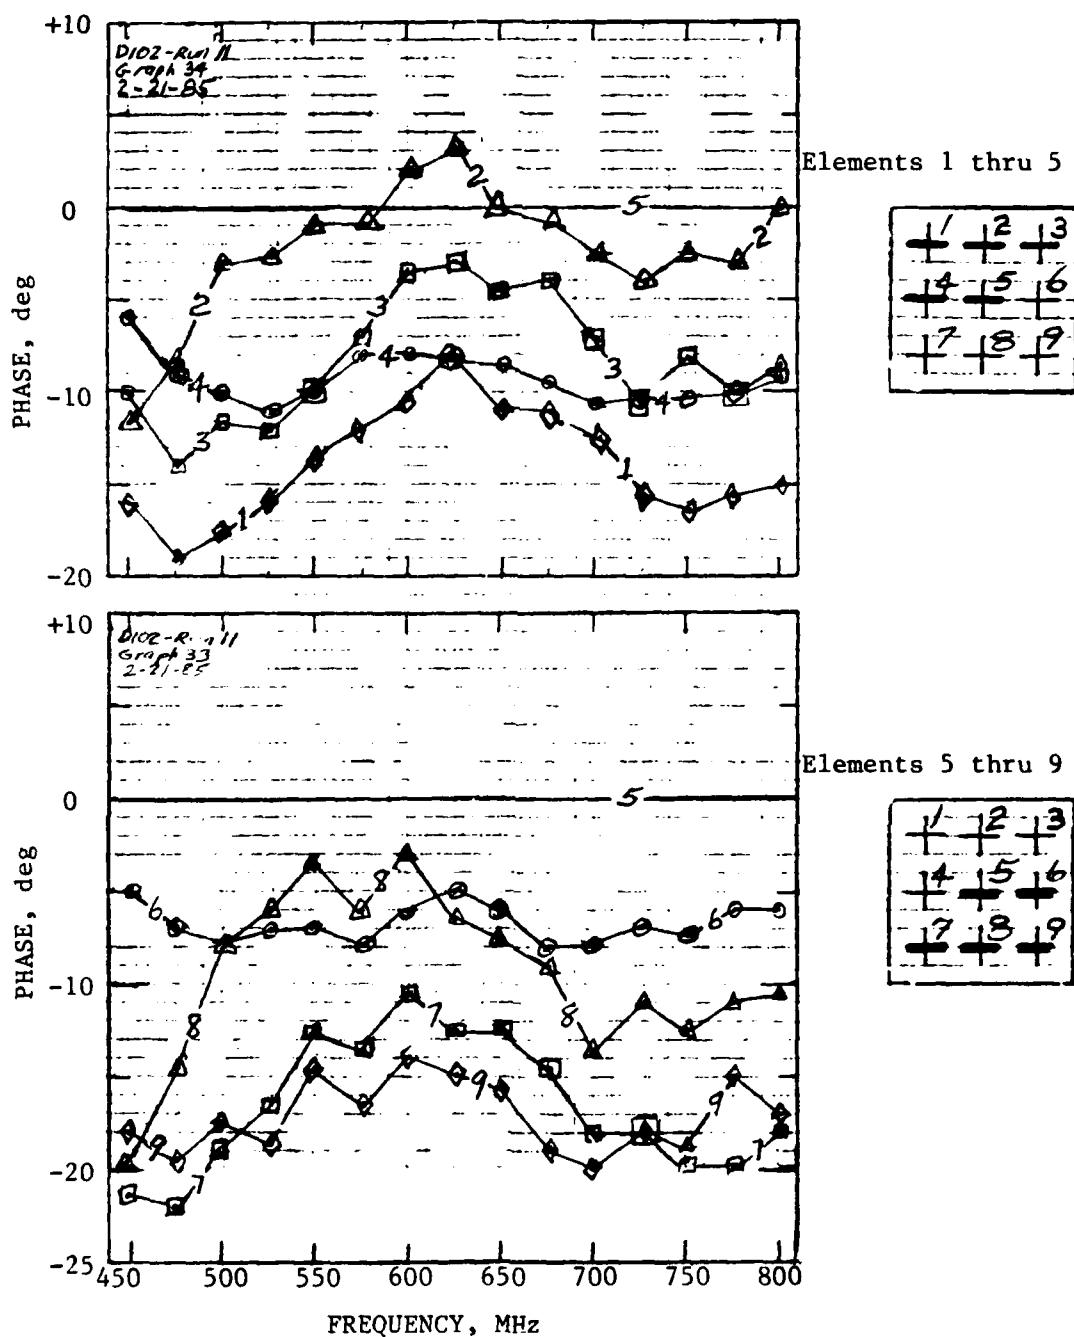 +10
D102-Run 11
Graph 34
2-21-85
Elements 1 thru 5
2
2
0
5
2
1 2 3
4 5 6
7 8 9
2
3
4
4
3
4
-10
3
1
1
-20
PHASE, deg
+10
D102-Run 11
Graph 33
2-21-85
Elements 5 thru 9
0
5
1 2 3
4 5 6
7 8 9
8
6
6
-10
7
8
8
9
9
9
7
7
-20
-25
PHASE, deg
450 500 550 600 650 700 750 800
FREQUENCY, MHz